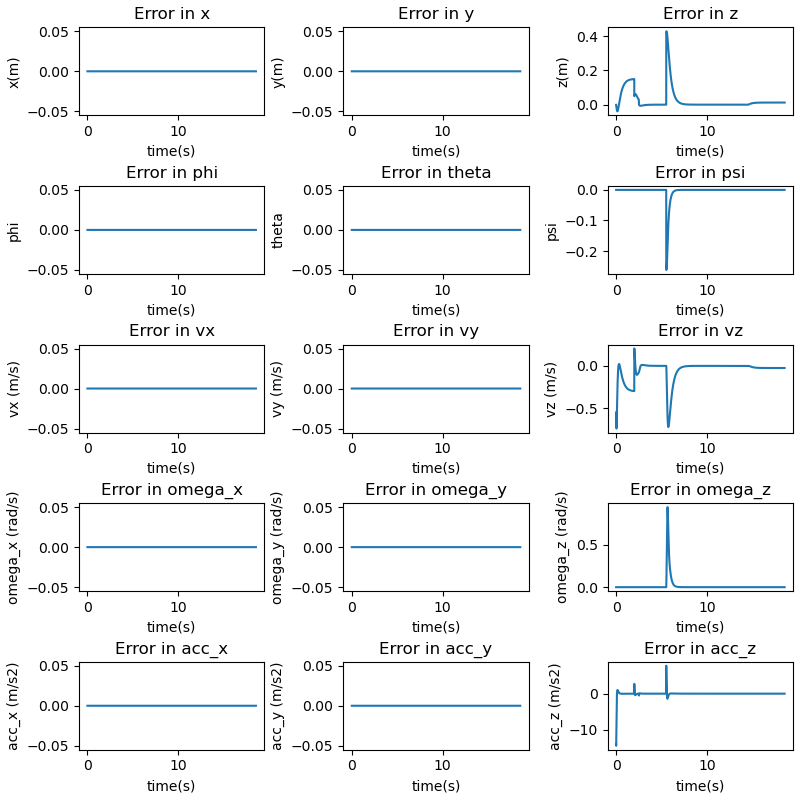 Error in x
0.05
0.00
−0.05
x(m)
0
10
time(s)
Error in y
0.05
0.00
−0.05
y(m)
0
10
time(s)
Error in z
0.4
0.2
0.0
z(m)
0
10
time(s)
Error in phi
0.05
0.00
−0.05
phi
0
10
time(s)
Error in theta
0.05
0.00
−0.05
theta
0
10
time(s)
Error in psi
0.0
−0.1
−0.2
psi
0
10
time(s)
Error in vx
0.05
0.00
−0.05
vx (m/s)
0
10
time(s)
Error in vy
0.05
0.00
−0.05
vy (m/s)
0
10
time(s)
Error in vz
0.0
−0.5
vz (m/s)
0
10
time(s)
Error in omega_x
0.05
0.00
−0.05
omega_x (rad/s)
0
10
time(s)
Error in omega_y
0.05
0.00
−0.05
omega_y (rad/s)
0
10
time(s)
Error in omega_z
0.5
0.0
omega_z (rad/s)
0
10
time(s)
Error in acc_x
0.05
0.00
−0.05
acc_x (m/s2)
0
10
time(s)
Error in acc_y
0.05
0.00
−0.05
acc_y (m/s2)
0
10
time(s)
Error in acc_z
0
−10
acc_z (m/s2)
0
10
time(s)